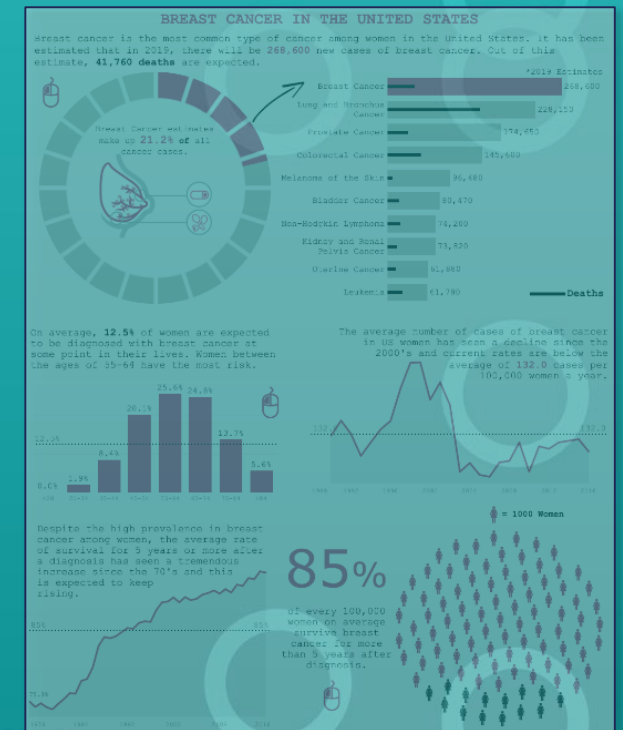 BREAST CANCER IN THE UNITED STATES
Breast cancer is the most common type of cancer among women in the United States. It has been
estimated that in 2019, there will be 268,600 new cases of breast cancer. Out of this
estimate, 41,760 deaths are expected.
*2019 Estimates
Breast Cancer estimates
make up 21.2% of all
cancer cases.
Breast Cancer 268,600
Lung and Bronchus
Cancer 228,150
Prostate Cancer 174,650
Colorectal Cancer 145,600
Melanoma of the Skin 96,480
Bladder Cancer 80,470
Non-Hodgkin Lymphoma 74,200
Kidney and Renal
Pelvis Cancer 73,820
Uterine Cancer
Leukemia 61,780
Deaths
On average, 12.5% of women are expected
to be diagnosed with breast cancer at
some point in their lives. Women between
the ages of 55-64 have the most risk.
12.5%
0.0% 1.9% 8.4% 20.1% 25.6% 24.8% 13.7% 5.6%
The average number of cases of breast cancer
in US women has seen a decline since the
2000's and current rates are below the
average of 132.0 cases per
100,000 women a year.
132.0
Despite the high prevalence in breast
cancer among women, the average rate
of survival for 5 years or more after
a diagnosis has seen a tremendous
increase since the 70's and this
is expected to keep
rising.
85% 85%
85%
of every 100,000
women on average
survive breast
cancer for more
than 5 years after
diagnosis.
= 1000 Women